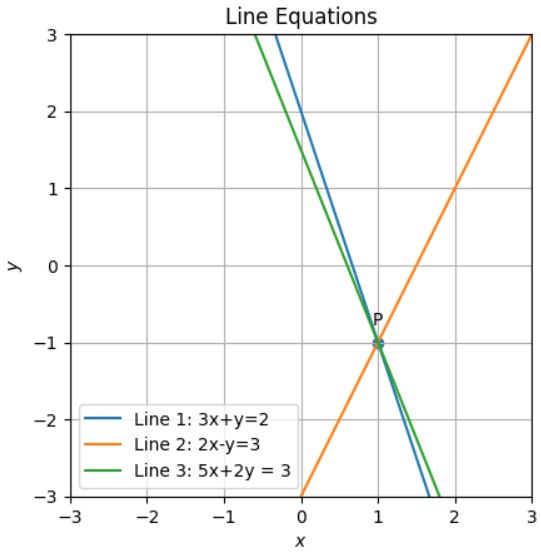 Line Equations
3
2
1
0
−1
−2
−3
y
P
Line 1: 3x+y=2
Line 2: 2x-y=3
Line 3: 5x+2y = 3
−3 −2 −1 0 1 2 3
x